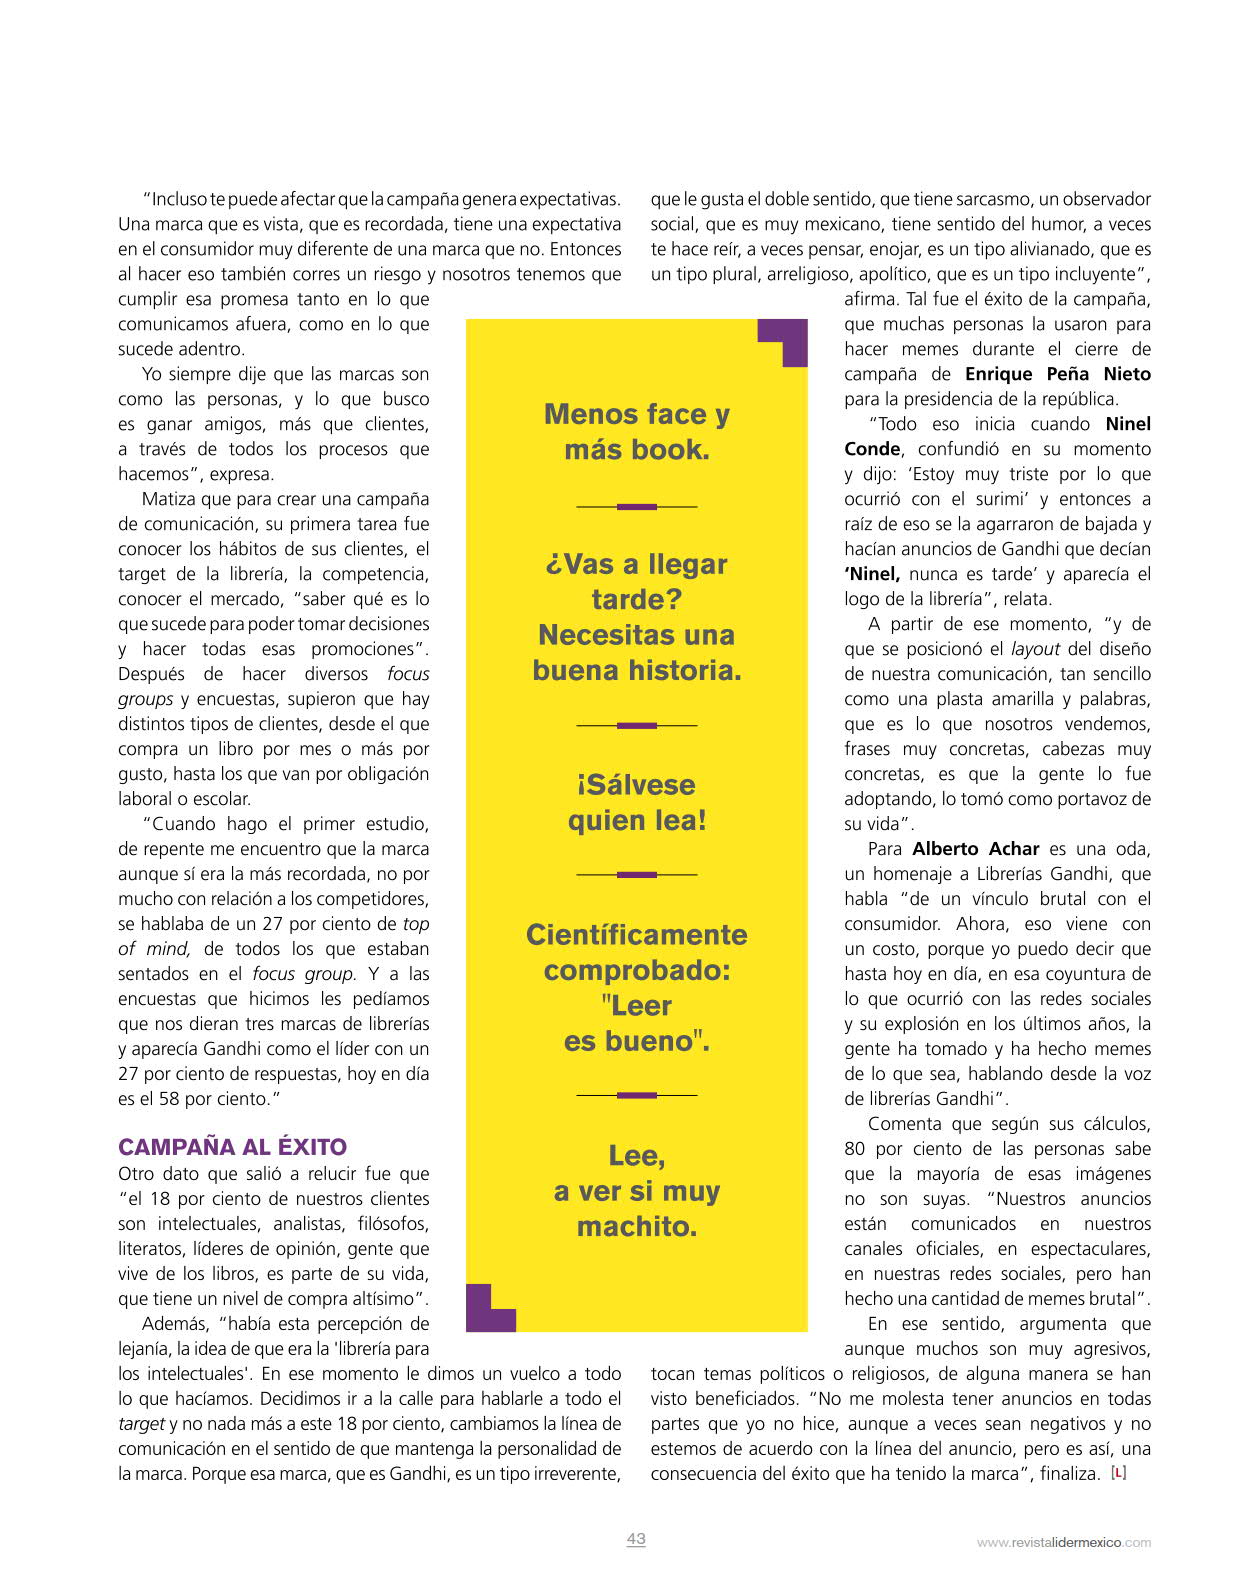 “Incluso te puede afectar que la campaña genera expectativas.
Una marca que es vista, que es recordada, tiene una expectativa
en el consumidor muy diferente de una marca que no. Entonces
al hacer eso también corres un riesgo y nosotros tenemos que
cumplir esa promesa tanto en lo que
comunicamos afuera, como en lo que
sucede adentro.
Yo siempre dije que las marcas son
como las personas, y lo que busco
es ganar amigos, más que clientes,
a través de todos los procesos que
hacemos”, expresa.
Matiza que para crear una campaña
de comunicación, su primera tarea fue
conocer los hábitos de sus clientes, el
target de la librería, la competencia,
conocer el mercado, “saber qué es lo
que sucede para poder tomar decisiones
y hacer todas esas promociones”.
Después de hacer diversos focus
groups y encuestas, supieron que hay
distintos tipos de clientes, desde el que
compra un libro por mes o más por
gusto, hasta los que van por obligación
laboral o escolar.
“Cuando hago el primer estudio,
de repente me encuentro que la marca
aunque sí era la más recordada, no por
mucho con relación a los competidores,
se hablaba de un 27 por ciento de top
of mind, de todos los que estaban
sentados en el focus group. Y a las
encuestas que hicimos les pedíamos
que nos dieran tres marcas de librerías
y aparecía Gandhi como el líder con un
27 por ciento de respuestas, hoy en día
es el 58 por ciento.”
CAMPAÑA AL ÉXITO
Otro dato que salió a relucir fue que
“el 18 por ciento de nuestros clientes
son intelectuales, analistas, filósofos,
literatos, líderes de opinión, gente que
vive de los libros, es parte de su vida,
que tiene un nivel de compra altísimo”.
Además, “había esta percepción de
lejanía, la idea de que era la 'librería para
los intelectuales'. En ese momento le dimos un vuelco a todo
lo que hacíamos. Decidimos ir a la calle para hablarle a todo el
target y no nada más a este 18 por ciento, cambiamos la línea de
comunicación en el sentido de que mantenga la personalidad de
la marca. Porque esa marca, que es Gandhi, es un tipo irreverente,
que le gusta el doble sentido, que tiene sarcasmo, un observador
social, que es muy mexicano, tiene sentido del humor, a veces
te hace reír, a veces pensar, enojar, es un tipo alivianado, que es
un tipo plural, arreligioso, apolítico, que es un tipo incluyente”,
afirma. Tal fue el éxito de la campaña,
que muchas personas la usaron para
hacer memes durante el cierre de
campaña de Enrique Peña Nieto
para la presidencia de la república.
“Todo eso inicia cuando Ninel
Conde, confundió en su momento
y dijo: ‘Estoy muy triste por lo que
ocurrió con el surimi’ y entonces a
raíz de eso se la agarraron de bajada y
hacían anuncios de Gandhi que decían
‘Ninel, nunca es tarde’ y aparecía el
logo de la librería”, relata.
A partir de ese momento, “y de
que se posicionó el layout del diseño
de nuestra comunicación, tan sencillo
como una plasta amarilla y palabras,
que es lo que nosotros vendemos,
frases muy concretas, cabezas muy
concretas, es que la gente lo fue
adoptando, lo tomó como portavoz de
su vida”.
Para Alberto Achar es una oda,
un homenaje a Librerías Gandhi, que
habla “de un vínculo brutal con el
consumidor. Ahora, eso viene con
un costo, porque yo puedo decir que
hasta hoy en día, en esa coyuntura de
lo que ocurrió con las redes sociales
y su explosión en los últimos años, la
gente ha tomado y ha hecho memes
de lo que sea, hablando desde la voz
de librerías Gandhi”.
Comenta que según sus cálculos,
80 por ciento de las personas sabe
que la mayoría de esas imágenes
no son suyas. “Nuestros anuncios
están comunicados en nuestros
canales oficiales, en espectaculares,
en nuestras redes sociales, pero han
hecho una cantidad de memes brutal”.
En ese sentido, argumenta que
aunque muchos son muy agresivos,
tocan temas políticos o religiosos, de alguna manera se han
visto beneficiados. “No me molesta tener anuncios en todas
partes que yo no hice, aunque a veces sean negativos y no
estemos de acuerdo con la línea del anuncio, pero es así, una
consecuencia del éxito que ha tenido la marca”, finaliza. [L]
Menos face y
más book.
¿Vas a llegar
tarde?
Necesitas una
buena historia.
¡Sálvese
quien lea!
Científicamente
comprobado:
"Leer
es bueno".
Lee,
a ver si muy
machito.
43
www.revistalidermexico.com